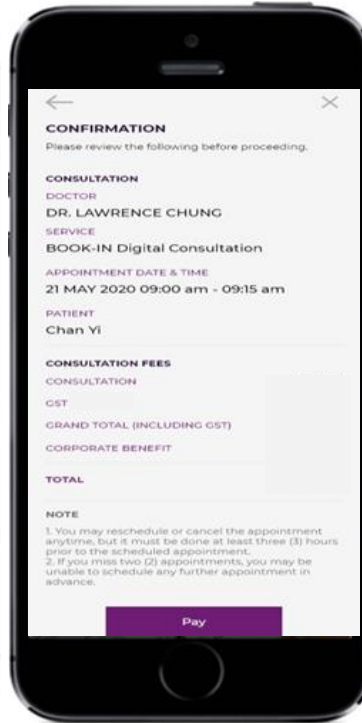 CONFIRMATION
Please review the following before proceeding.
CONSULTATION
DOCTOR
DR. LAWRENCE CHUNG
SERVICE
BOOK-IN Digital Consultation
APPOINTMENT DATE & TIME
21 MAY 2020 09:00 am - 09:15 am
PATIENT
Chan Yi
CONSULTATION FEES
CONSULTATION
GST
GRAND TOTAL (INCLUDING GST)
CORPORATE BENEFIT
TOTAL
NOTE
1. You may reschedule or cancel the appointment
anytime, but it must be done at least three (3) hours
prior to the scheduled appointment.
2. If you miss two (2) appointments, you may be
unable to schedule any further appointment in
advance.
Pay